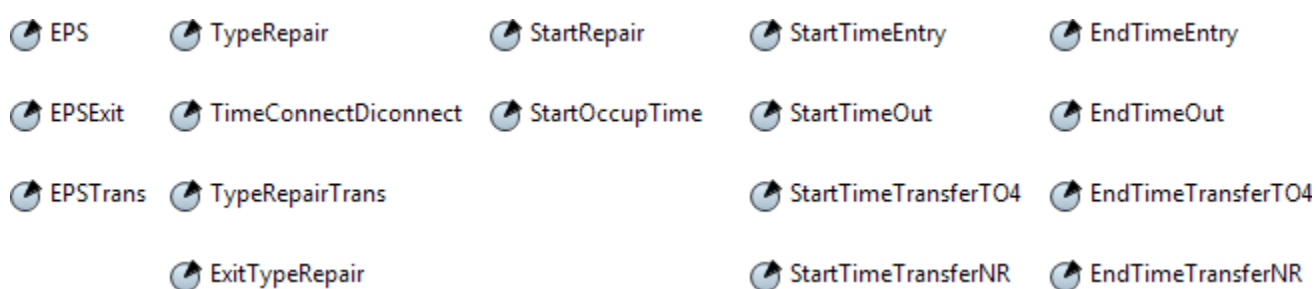 EPS TypeRepair StartRepair StartTimeEntry EndTimeEntry
EPSExit TimeConnectDiconnect StartOccupTime StartTimeOut EndTimeOut
EPSTrans TypeRepairTrans StartTimeTransferTO4 EndTimeTransferTO4
ExitTypeRepair StartTimeTransferNR EndTimeTransferNR